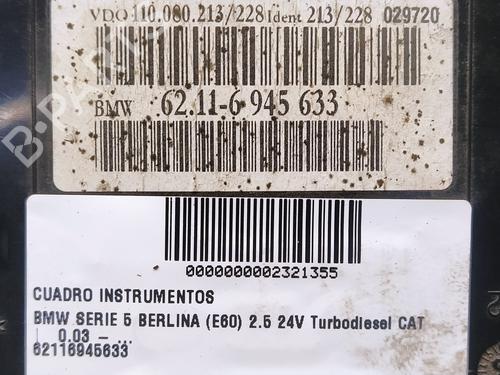 VDO 110.080.213/228 Ident 213/228 029720
BMW 62.11-6 945 633
0000000002321355
CUADRO INSTRUMENTOS
BMW SERIE 5 BERLINA (E60) 2.5 24V Turbodiesel CAT
| 0.03 - ...
62116945633